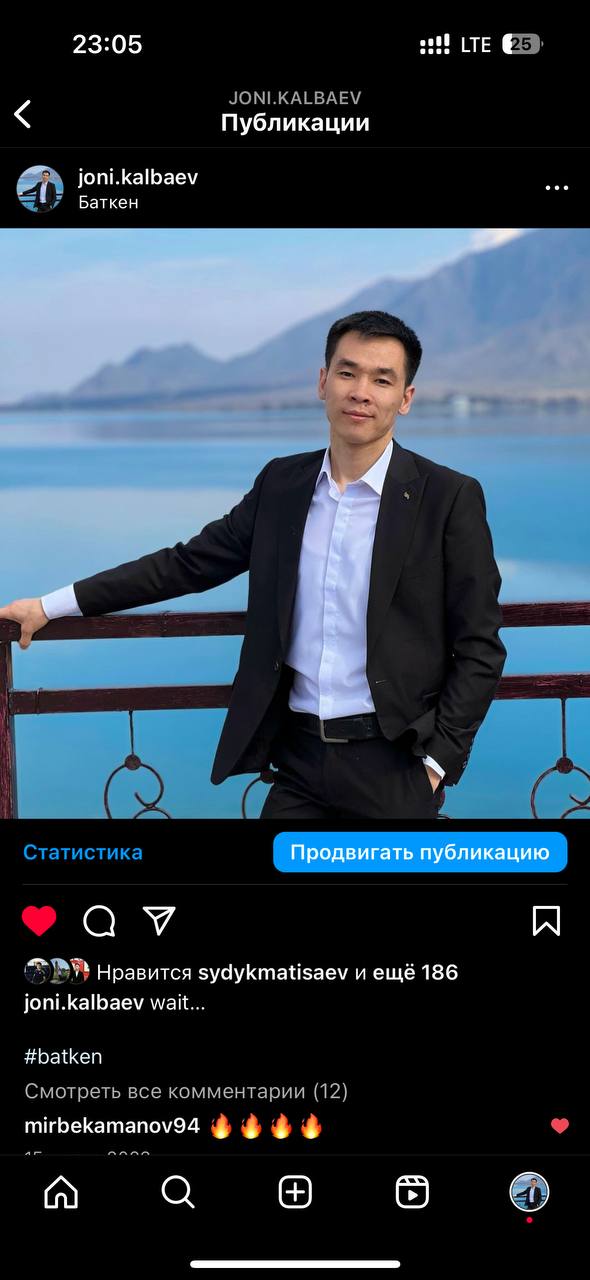 23:05
LTE
25
JONI.KALBAEV
Публикации
joni.kalbaev
Баткен
Статистика
Продвигать публикацию
Нравится sydykmatisaev и ещё 186
joni.kalbaev wait...
#batken
Смотреть все комментарии (12)
mirbekamanov94 🔥🔥🔥🔥